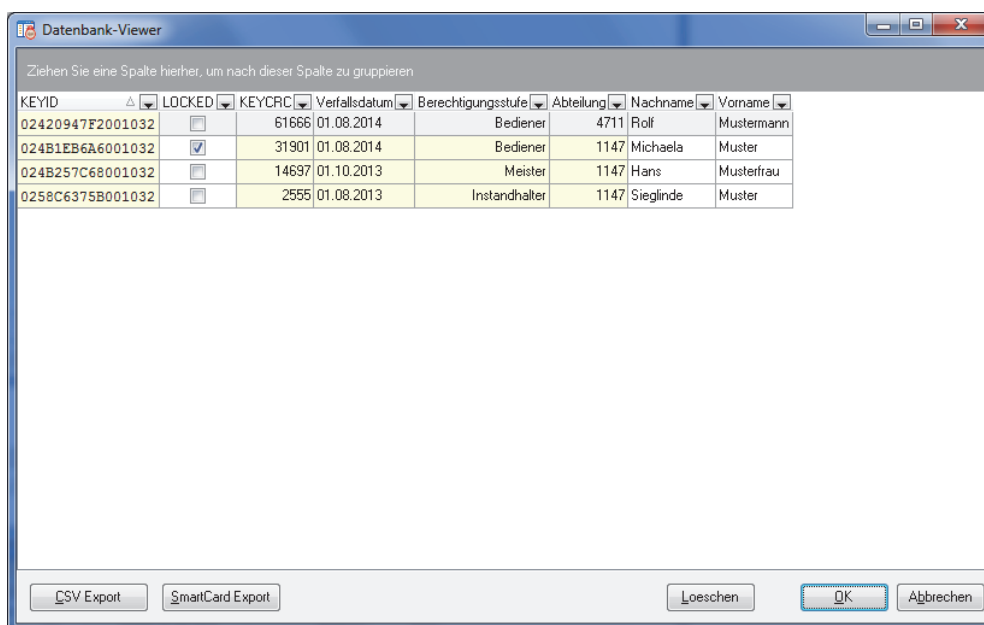 Datenbank-Viewer
Ziehen Sie eine Spalte hierher, um nach dieser Spalte zu gruppieren
KEYID LOCKED KEYCRC Verfallsdatum Berechtigungsstufe Abteilung Nachname Vorname
02420947F2001032 61666 01.08.2014 Bediener 4711 Rolf Mustermann
024B1EB6A6001032 31901 01.08.2014 Bediener 1147 Michaela Muster
024B257C68001032 14697 01.10.2013 Meister 1147 Hans Musterfrau
0258C6375B001032 2555 01.08.2013 Instandhalter 1147 Sieglinde Muster
CSV Export SmartCard Export Loeschen OK Abbrechen